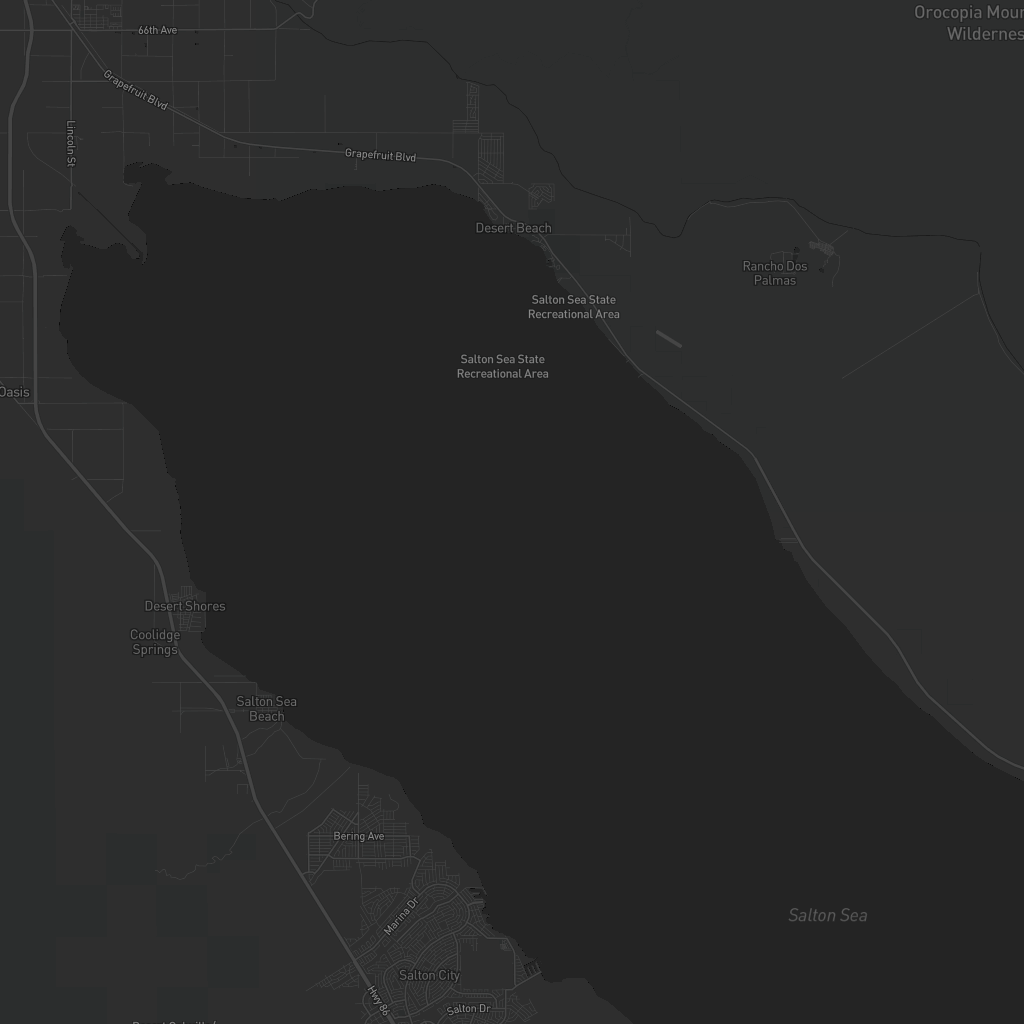 Orocopia Moun
Wildernes
66th Ave
Grapefruit Blvd
Lincoln St
Grapefruit Blvd
Desert Beach
Rancho Dos
Palmas
Salton Sea State
Recreational Area
Salton Sea State
Recreational Area
Oasis
Desert Shores
Coolidge
Springs
Salton Sea
Beach
Bering Ave
Marina Dr
Salton Sea
Salton City
Hwy 86
Salton Dr